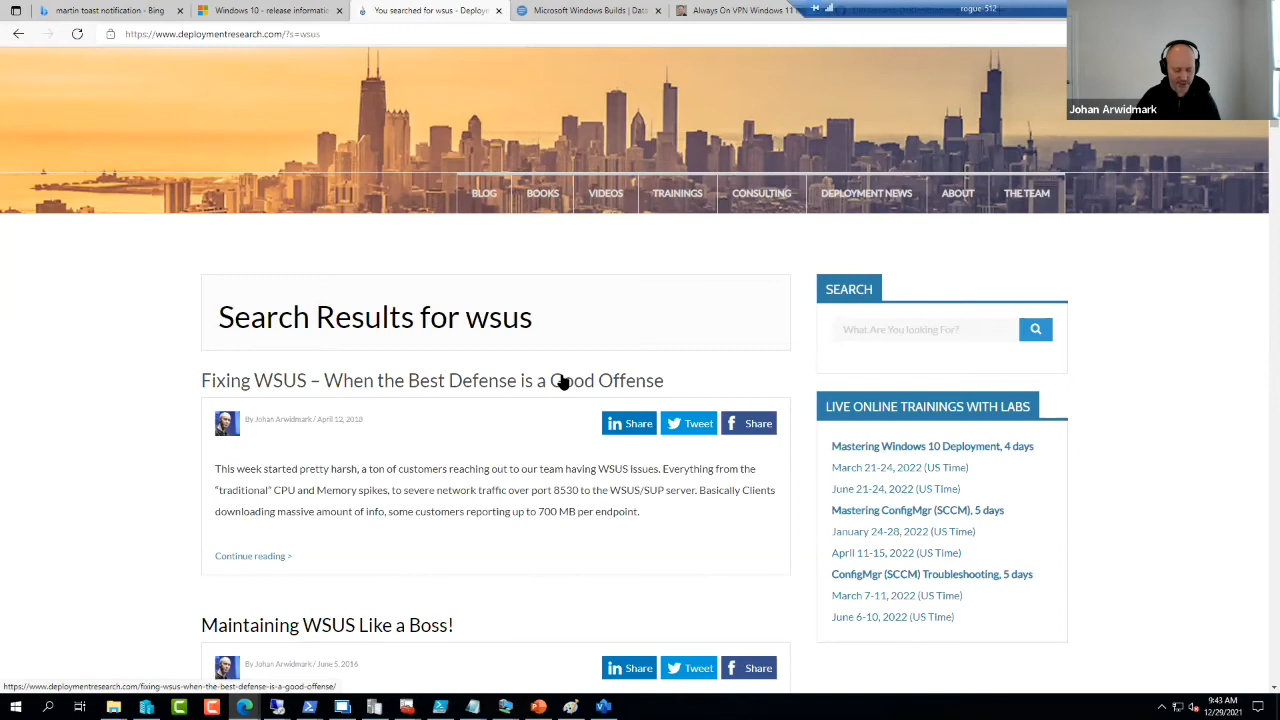 malta - Bing
Windows 10 - release information
You searched for wsus - Deploym
Microsoft Windows Builds | Data
Always On VPN Windows 11
rogue-512
https://www.deploymentresearch.com/?s=wsus
Johan Arwidmark
BLOG BOOKS VIDEOS TRAININGS CONSULTING DEPLOYMENT NEWS ABOUT THE TEAM
Search Results for wsus
SEARCH
What Are You looking For?
Fixing WSUS – When the Best Defense is a Good Offense
By Johan Arwidmark / April 12, 2018
Share Tweet Share
This week started pretty harsh, a ton of customers reaching out to our team having WSUS Issues. Everything from the
“traditional” CPU and Memory spikes, to severe network traffic over port 8530 to the WSUS/SUP server. Basically Clients
downloading massive amount of info, some customers reporting up to 700 MB per endpoint.
Continue reading >
LIVE ONLINE TRAININGS WITH LABS
Mastering Windows 10 Deployment, 4 days
March 21-24, 2022 (US Time)
June 21-24, 2022 (US Time)
Mastering ConfigMgr (SCCM), 5 days
January 24-28, 2022 (US Time)
April 11-15, 2022 (US Time)
ConfigMgr (SCCM) Troubleshooting, 5 days
March 7-11, 2022 (US Time)
June 6-10, 2022 (US Time)
Maintaining WSUS Like a Boss!
By Johan Arwidmark / June 5, 2016
Share Tweet Share
https://www.deploymentresearch.com/fixing-wsus-when-the-best-defense-is-a-good-offense/
9:43 AM
12/29/2021